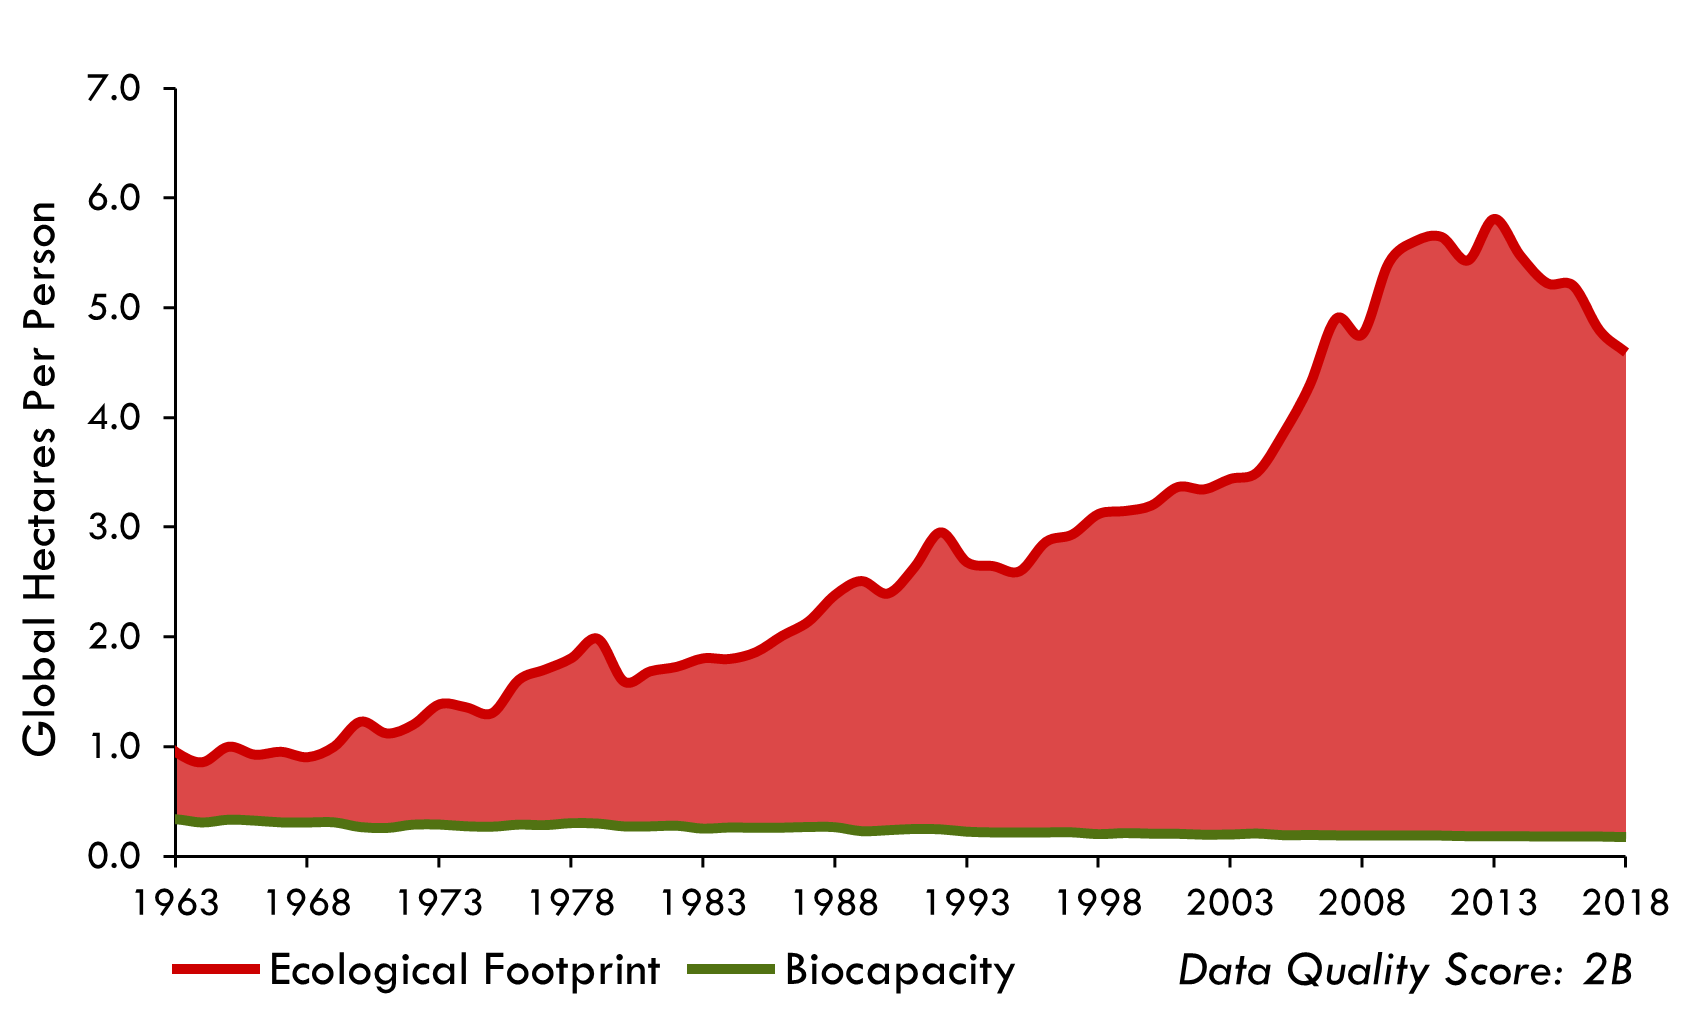 Global Hectares Per Person
7.0
6.0
5.0
4.0
3.0
2.0
1.0
0.0
1963 1968 1973 1978 1983 1988 1993 1998 2003 2008 2013 2018
Ecological Footprint Biocapacity Data Quality Score: 2B